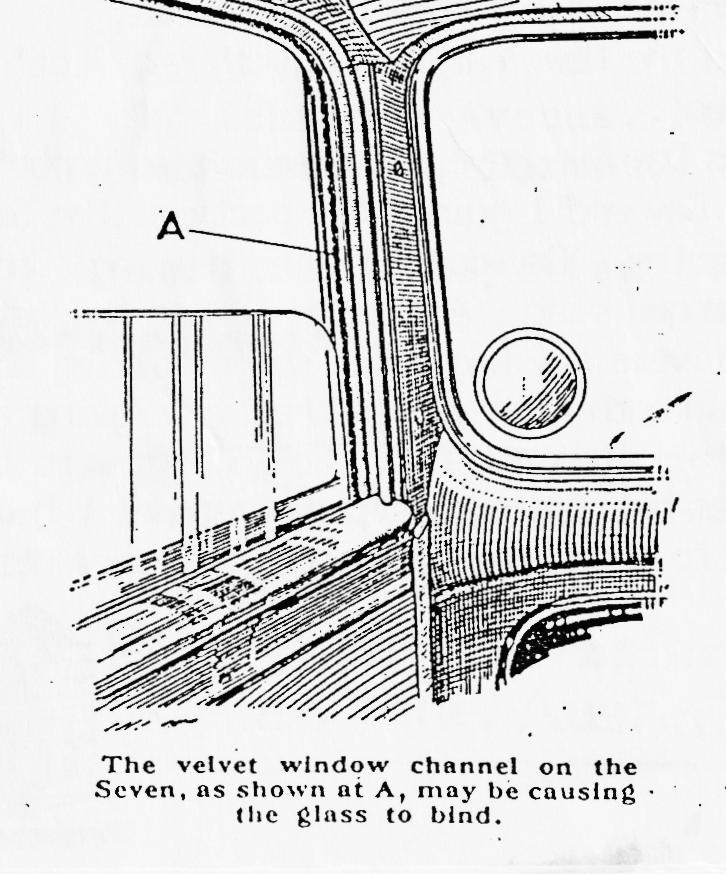 A
The velvet window channel on the
Seven, as shown at A, may be causing
the glass to bind.